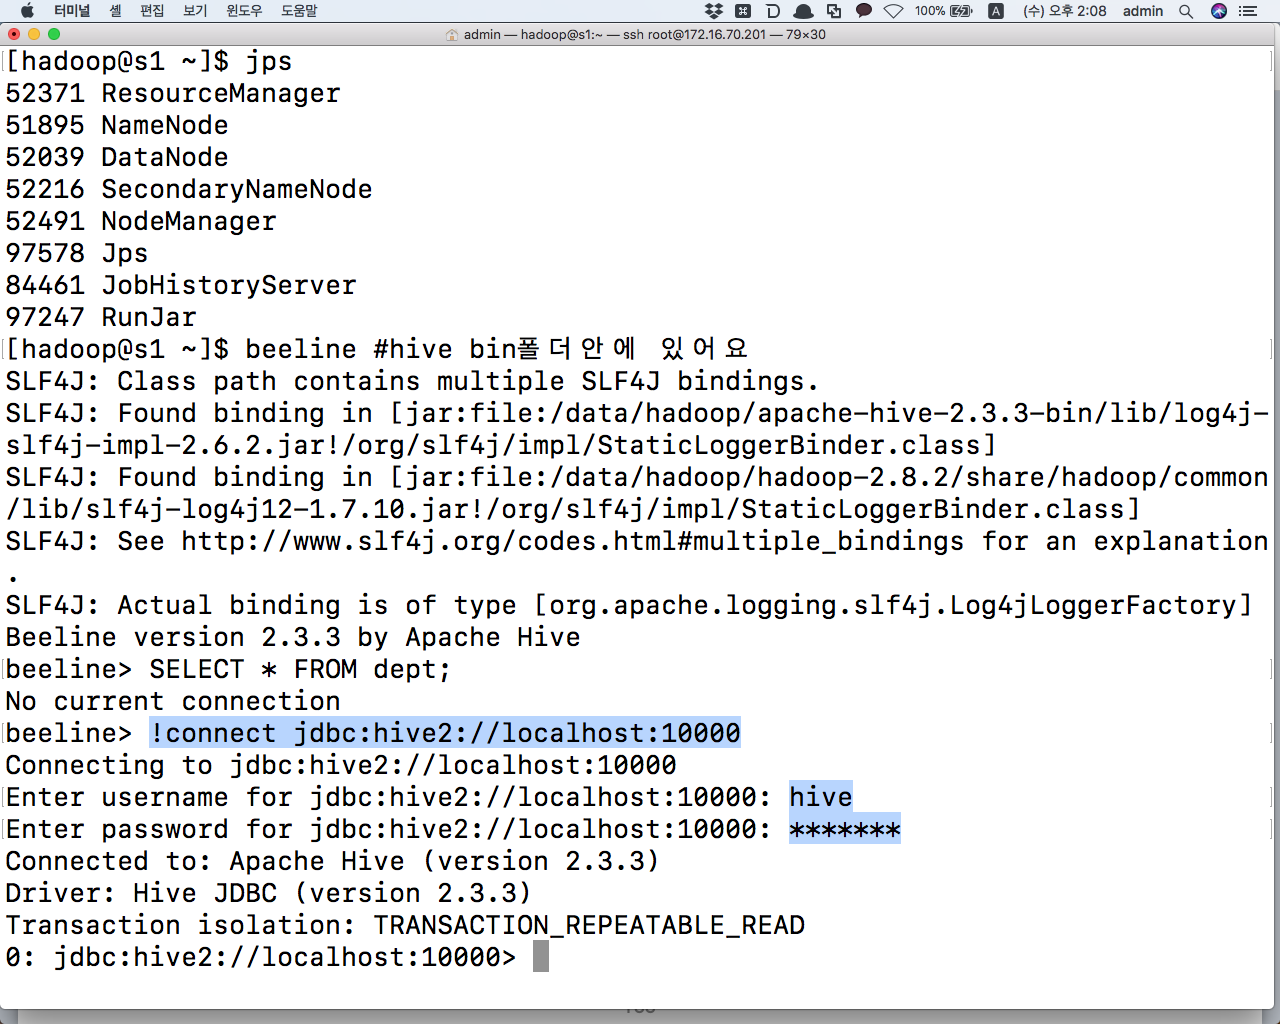 터미널 셸 편집 보기 윈도우 도움말 100% A (수) 오후 2:08 admin
admin — hadoop@s1:~ — ssh root@172.16.70.201 — 79×30
[hadoop@s1 ~]$ jps
52371 ResourceManager
51895 NameNode
52039 DataNode
52216 SecondaryNameNode
52491 NodeManager
97578 Jps
84461 JobHistoryServer
97247 RunJar
[hadoop@s1 ~]$ beeline #hive bin폴더안에 있어요
SLF4J: Class path contains multiple SLF4J bindings.
SLF4J: Found binding in [jar:file:/data/hadoop/apache-hive-2.3.3-bin/lib/log4j-
slf4j-impl-2.6.2.jar!/org/slf4j/impl/StaticLoggerBinder.class]
SLF4J: Found binding in [jar:file:/data/hadoop/hadoop-2.8.2/share/hadoop/common
/lib/slf4j-log4j12-1.7.10.jar!/org/slf4j/impl/StaticLoggerBinder.class]
SLF4J: See http://www.slf4j.org/codes.html#multiple_bindings for an explanation
.
SLF4J: Actual binding is of type [org.apache.logging.slf4j.Log4jLoggerFactory]
Beeline version 2.3.3 by Apache Hive
beeline> SELECT * FROM dept;
No current connection
beeline> !connect jdbc:hive2://localhost:10000
Connecting to jdbc:hive2://localhost:10000
Enter username for jdbc:hive2://localhost:10000: hive
Enter password for jdbc:hive2://localhost:10000: *******
Connected to: Apache Hive (version 2.3.3)
Driver: Hive JDBC (version 2.3.3)
Transaction isolation: TRANSACTION_REPEATABLE_READ
0: jdbc:hive2://localhost:10000>